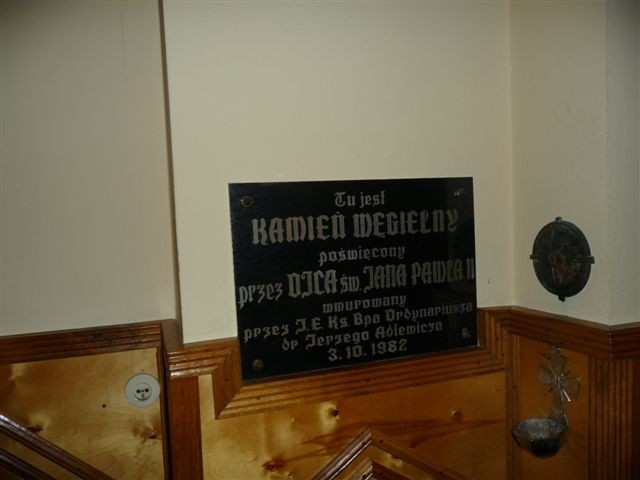 Tu jest
KAMIEŃ WĘGIELNY
poświęcony
przez OJCA św. JANA PAWŁA II
wmurowany
przez J.E. Ks. Bpa Ordynariusza
dr Jerzego Ablewicza
3.10.1982